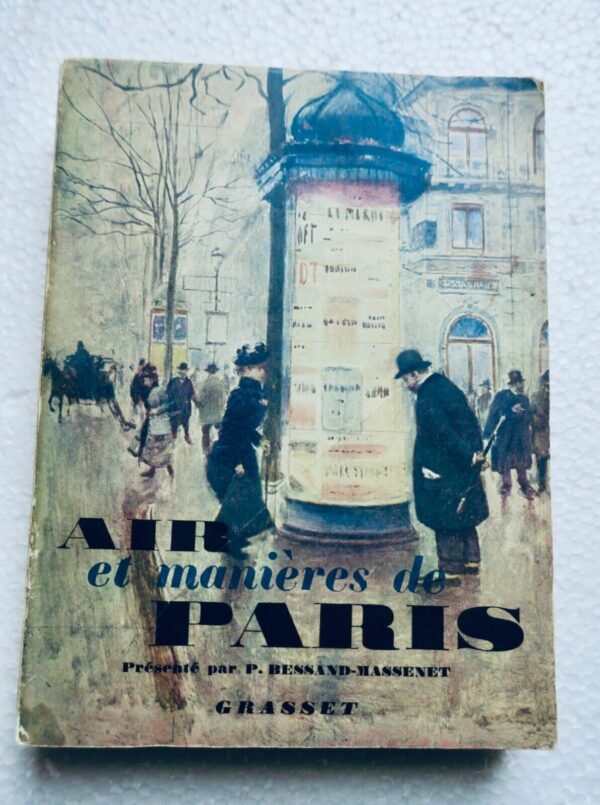 AIR
et manières de
PARIS
Présenté par P. BESSAND-MASSENET
GRASSET